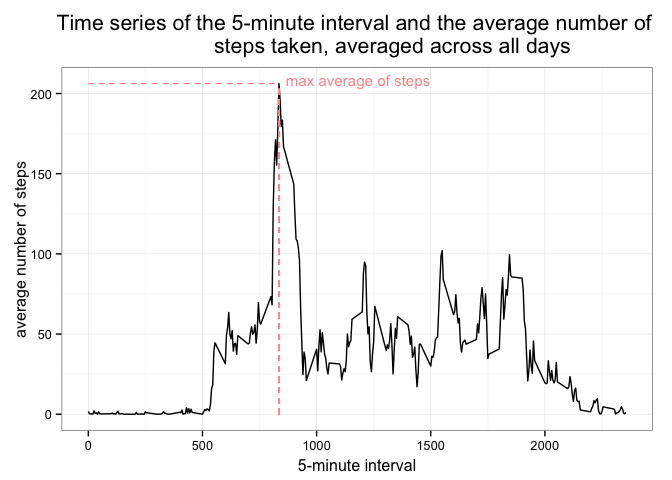 Time series of the 5-minute interval and the average number of
steps taken, averaged across all days
max average of steps
200
150
100
50
0
average number of steps
0 500 1000 1500 2000
5-minute interval